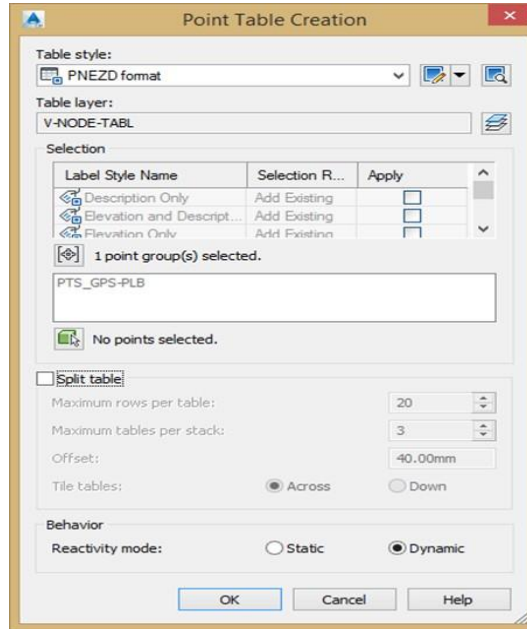 Point Table Creation
Table style:
PNEZD format
Table layer:
V-NODE-TABL
Selection
Label Style Name Selection R... Apply
Description Only Add Existing
Elevation and Descript... Add Existing
Elevation Only Add Existing
1 point group(s) selected.
PTS_GPS-PLB
No points selected.
Split table
Maximum rows per table: 20
Maximum tables per stack: 3
Offset: 40.00mm
Tile tables: Across Down
Behavior
Reactivity mode: Static Dynamic
OK Cancel Help